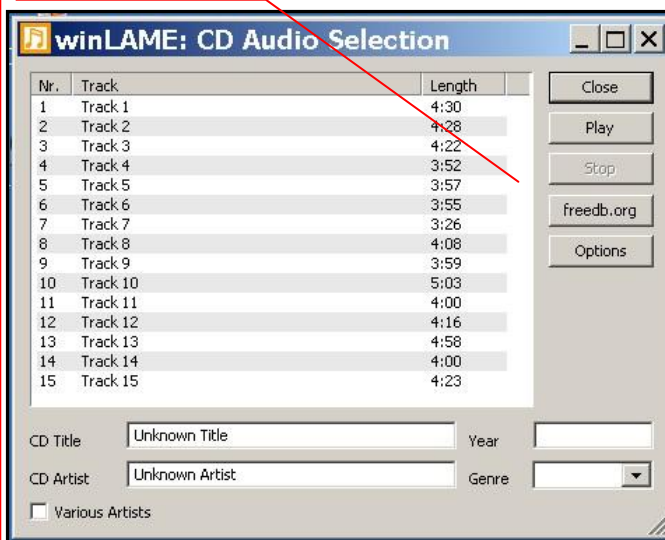 winLAME: CD Audio Selection
Nr. Track Length
1 Track 1 4:30
2 Track 2 4:28
3 Track 3 4:22
4 Track 4 3:52
5 Track 5 3:57
6 Track 6 3:55
7 Track 7 3:26
8 Track 8 4:08
9 Track 9 3:59
10 Track 10 5:03
11 Track 11 4:00
12 Track 12 4:16
13 Track 13 4:58
14 Track 14 4:00
15 Track 15 4:23
Close
Play
Stop
freedb.org
Options
CD Title Unknown Title Year
CD Artist Unknown Artist Genre
Various Artists